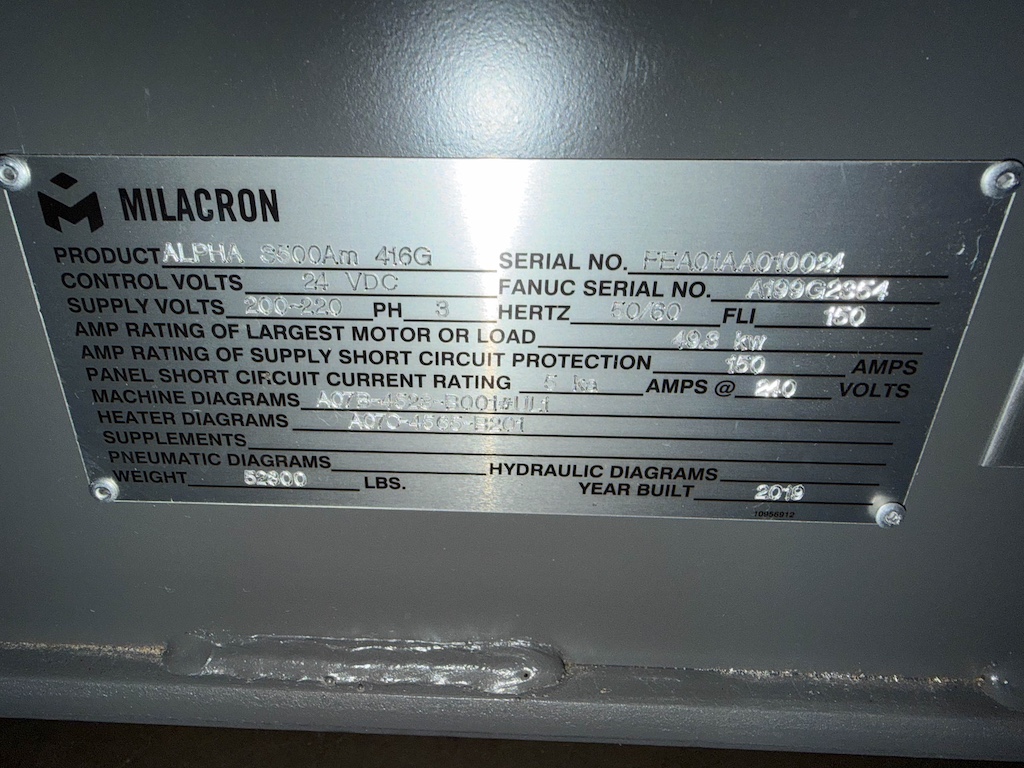 MILACRON
PRODUCT ALPHA S500Am 416G SERIAL NO. FEA01AA010024
CONTROL VOLTS 24 VDC FANUC SERIAL NO. A199G2354
SUPPLY VOLTS 200-220 PH 3 HERTZ 50/60 FLI 150
AMP RATING OF LARGEST MOTOR OR LOAD 49.3 kw
AMP RATING OF SUPPLY SHORT CIRCUIT PROTECTION 150 AMPS
PANEL SHORT CIRCUIT CURRENT RATING 5 ka AMPS @ 240 VOLTS
MACHINE DIAGRAMS
HEATER DIAGRAMS
SUPPLEMENTS
PNEUMATIC DIAGRAMS HYDRAULIC DIAGRAMS
WEIGHT LBS. YEAR BUILT 2019
10956912